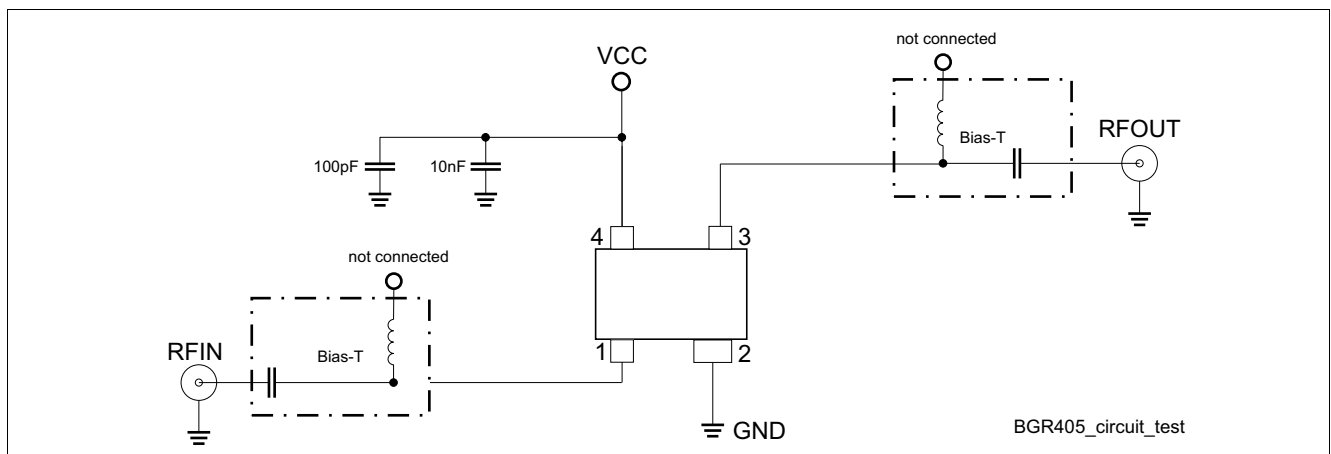 not connected
VCC
Bias-T
RFOUT
100pF
10nF
4
3
not connected
1
2
RFIN
Bias-T
GND
BGR405_circuit_test